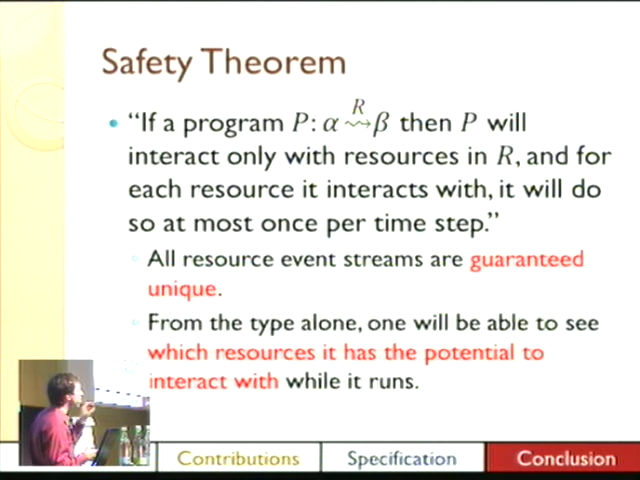 Safety Theorem
• “If a program P: α ⇝ᴿ β then P will
interact only with resources in R, and for
each resource it interacts with, it will do
so at most once per time step.”
All resource event streams are guaranteed
unique.
From the type alone, one will be able to see
which resources it has the potential to
interact with while it runs.
Contributions Specification Conclusion